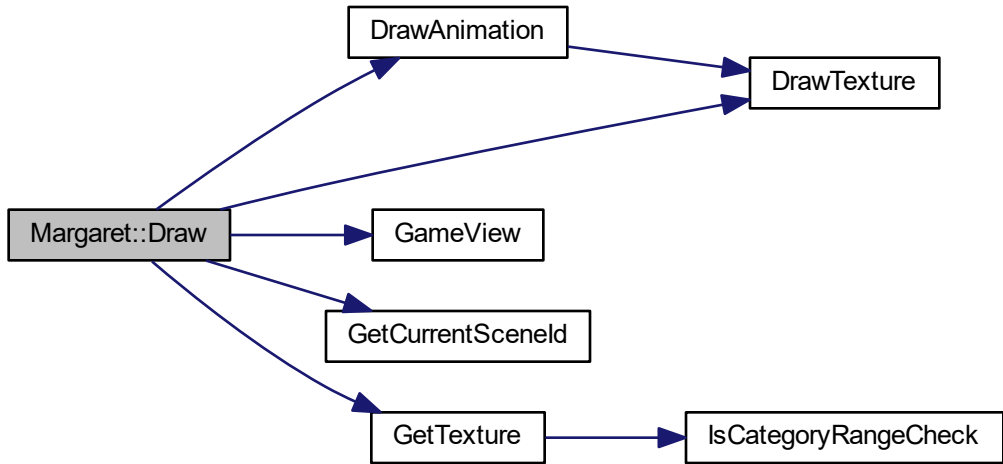 DrawAnimation
DrawTexture
Margaret::Draw
GameView
GetCurrentSceneId
GetTexture
IsCategoryRangeCheck